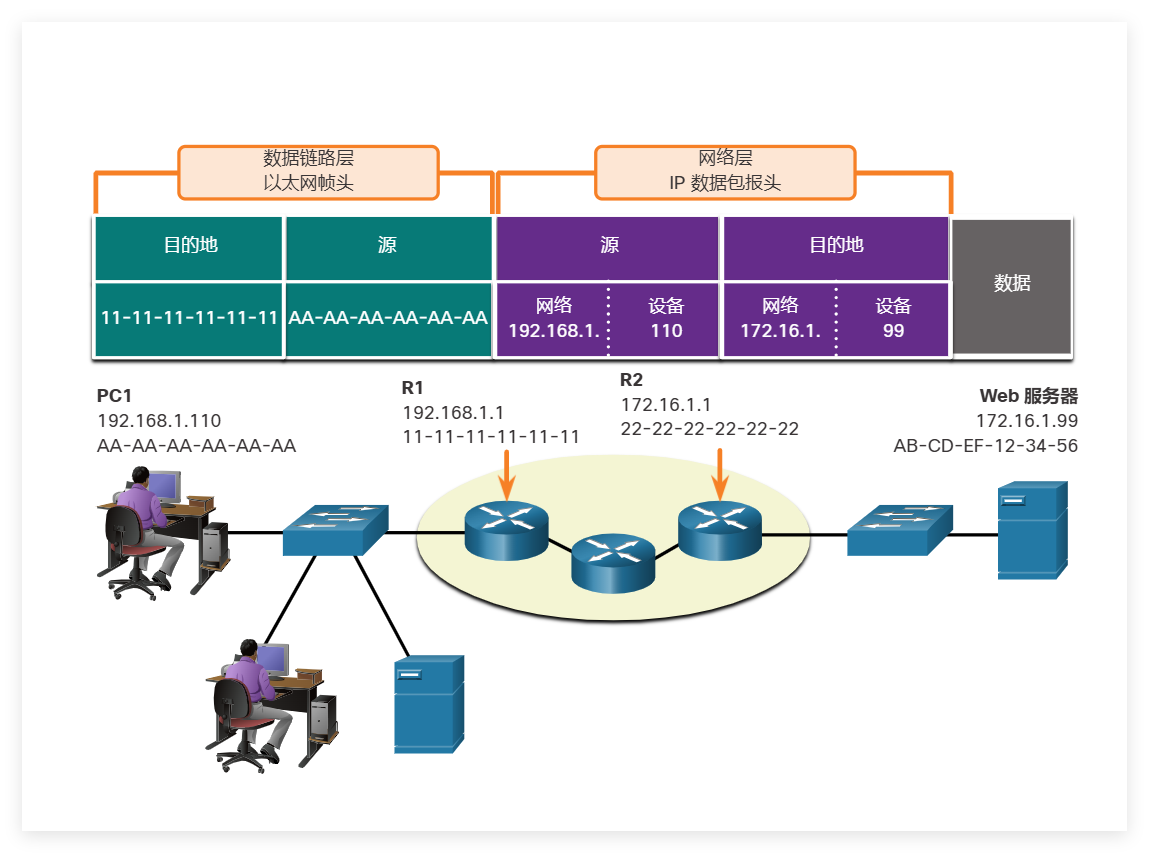 数据链路层
以太网帧头
网络层
IP 数据包报头
目的地
源
源
目的地
数据
11-11-11-11-11-11
AA-AA-AA-AA-AA-AA
网络
192.168.1.
设备
110
网络
172.16.1.
设备
99
PC1
192.168.1.110
AA-AA-AA-AA-AA-AA
R1
192.168.1.1
11-11-11-11-11-11
R2
172.16.1.1
22-22-22-22-22-22
Web 服务器
172.16.1.99
AB-CD-EF-12-34-56